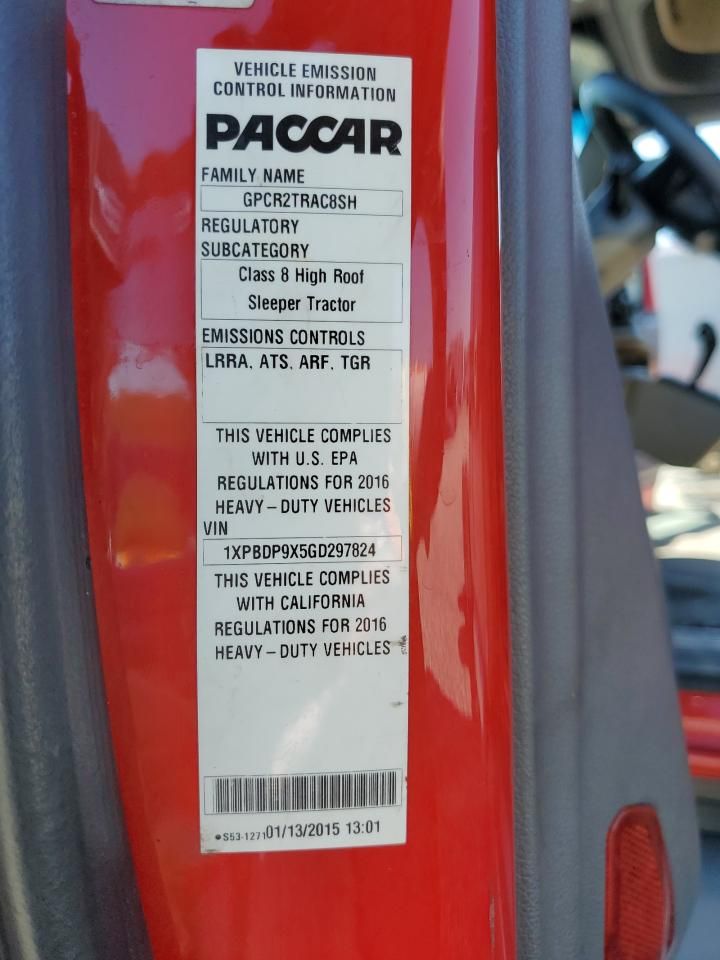 VEHICLE EMISSION
CONTROL INFORMATION
PACCAR
FAMILY NAME
GPCR2TRAC8SH
REGULATORY
SUBCATEGORY
Class 8 High Roof
Sleeper Tractor
EMISSIONS CONTROLS
LRRA, ATS, ARF, TGR
THIS VEHICLE COMPLIES
WITH U.S. EPA
REGULATIONS FOR 2016
HEAVY – DUTY VEHICLES
VIN
1XPBDP9X5GD297824
THIS VEHICLE COMPLIES
WITH CALIFORNIA
REGULATIONS FOR 2016
HEAVY – DUTY VEHICLES
•S53-1271 01/13/2015 13:01